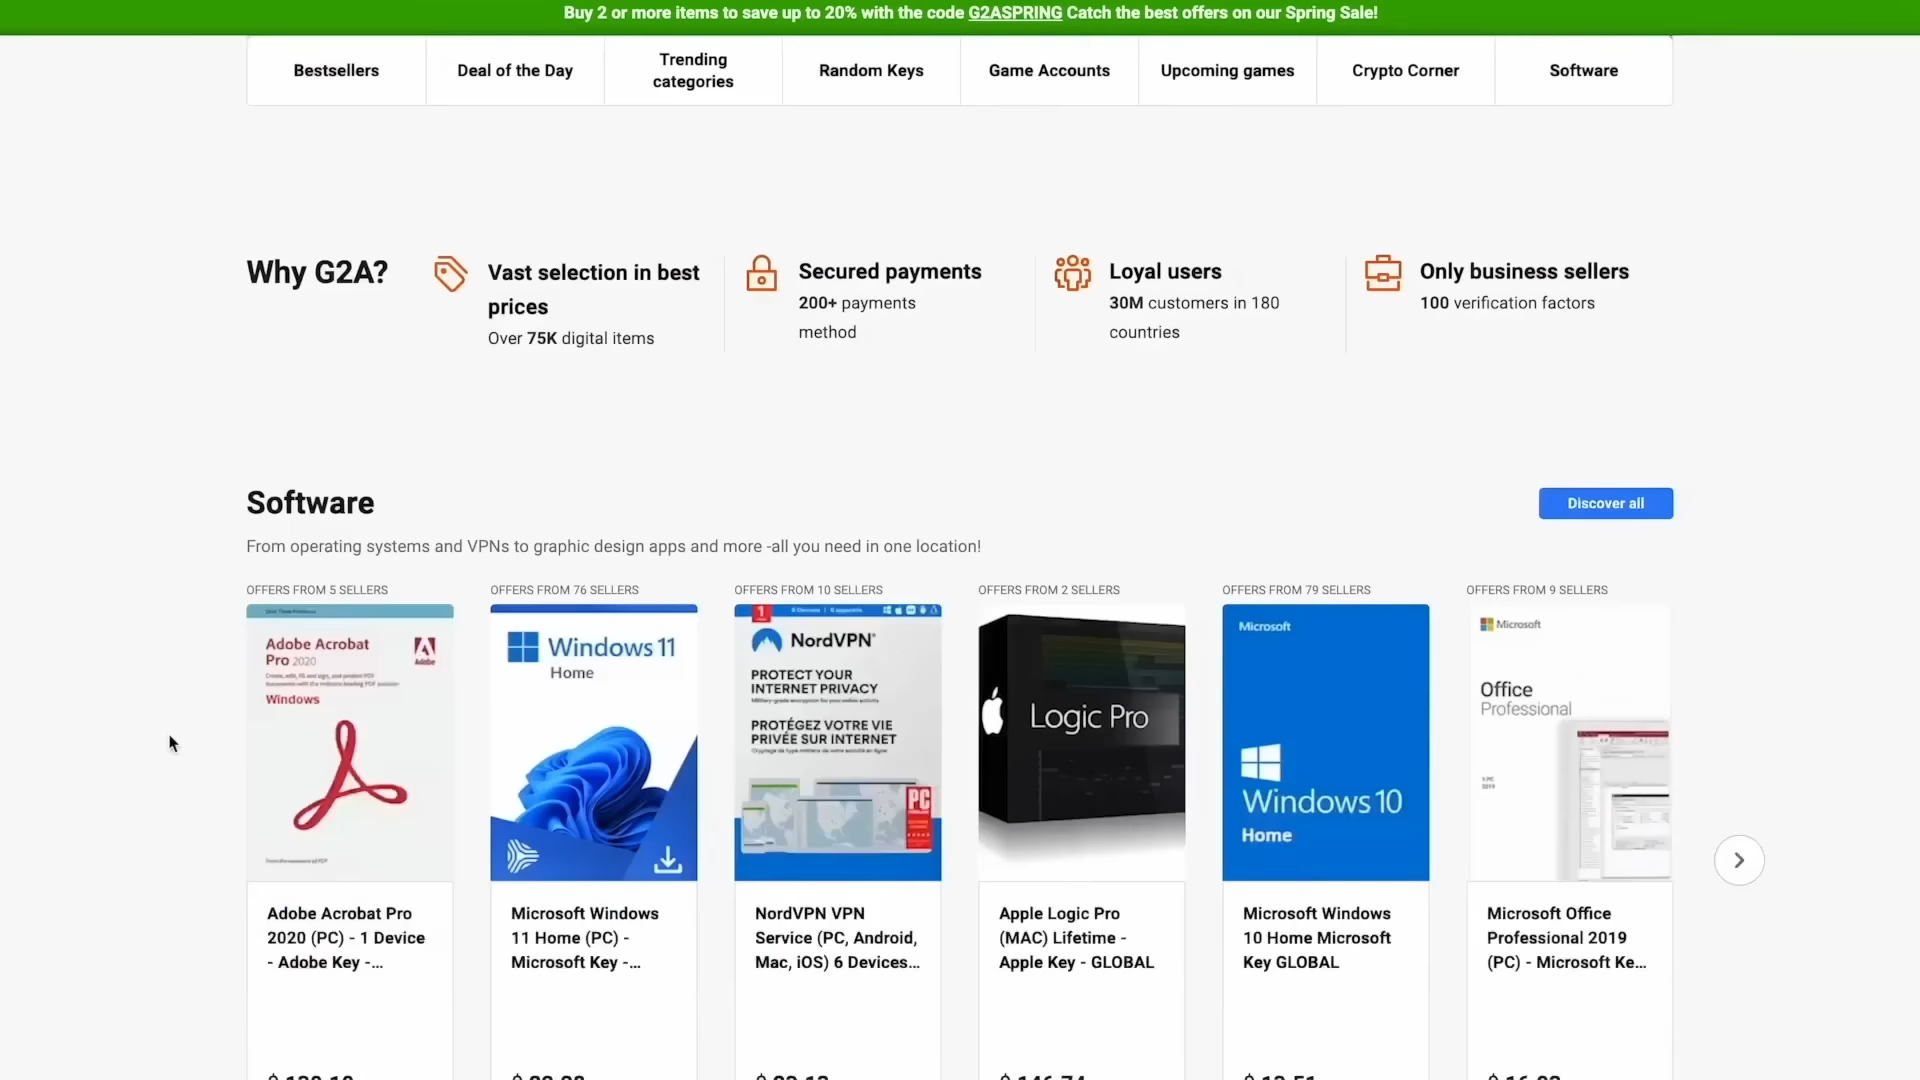 Buy 2 or more items to save up to 20% with the code G2ASPRING Catch the best offers on our Spring Sale!
Bestsellers
Deal of the Day
Trending
categories
Random Keys
Game Accounts
Upcoming games
Crypto Corner
Software
Why G2A?
Vast selection in best
prices
Over 75K digital items
Secured payments
200+ payments
method
Loyal users
30M customers in 180
countries
Only business sellers
100 verification factors
Software
Discover all
From operating systems and VPNs to graphic design apps and more -all you need in one location!
OFFERS FROM 5 SELLERS
Adobe Acrobat
Pro 2020
Adobe
Windows
Adobe Acrobat Pro
2020 (PC) - 1 Device
- Adobe Key -...
OFFERS FROM 76 SELLERS
Windows 11
Home
Microsoft Windows
11 Home (PC) -
Microsoft Key -...
OFFERS FROM 10 SELLERS
1
NordVPN®
PROTECT YOUR
INTERNET PRIVACY
PROTÉGEZ VOTRE VIE
PRIVÉE SUR INTERNET
PC
NordVPN VPN
Service (PC, Android,
Mac, iOS) 6 Devices...
OFFERS FROM 2 SELLERS
Logic Pro
Apple Logic Pro
(MAC) Lifetime -
Apple Key - GLOBAL
OFFERS FROM 79 SELLERS
Microsoft
Windows 10
Home
Microsoft Windows
10 Home Microsoft
Key GLOBAL
OFFERS FROM 9 SELLERS
Microsoft
Office
Professional
1 PC
2019
Microsoft Office
Professional 2019
(PC) - Microsoft Ke...